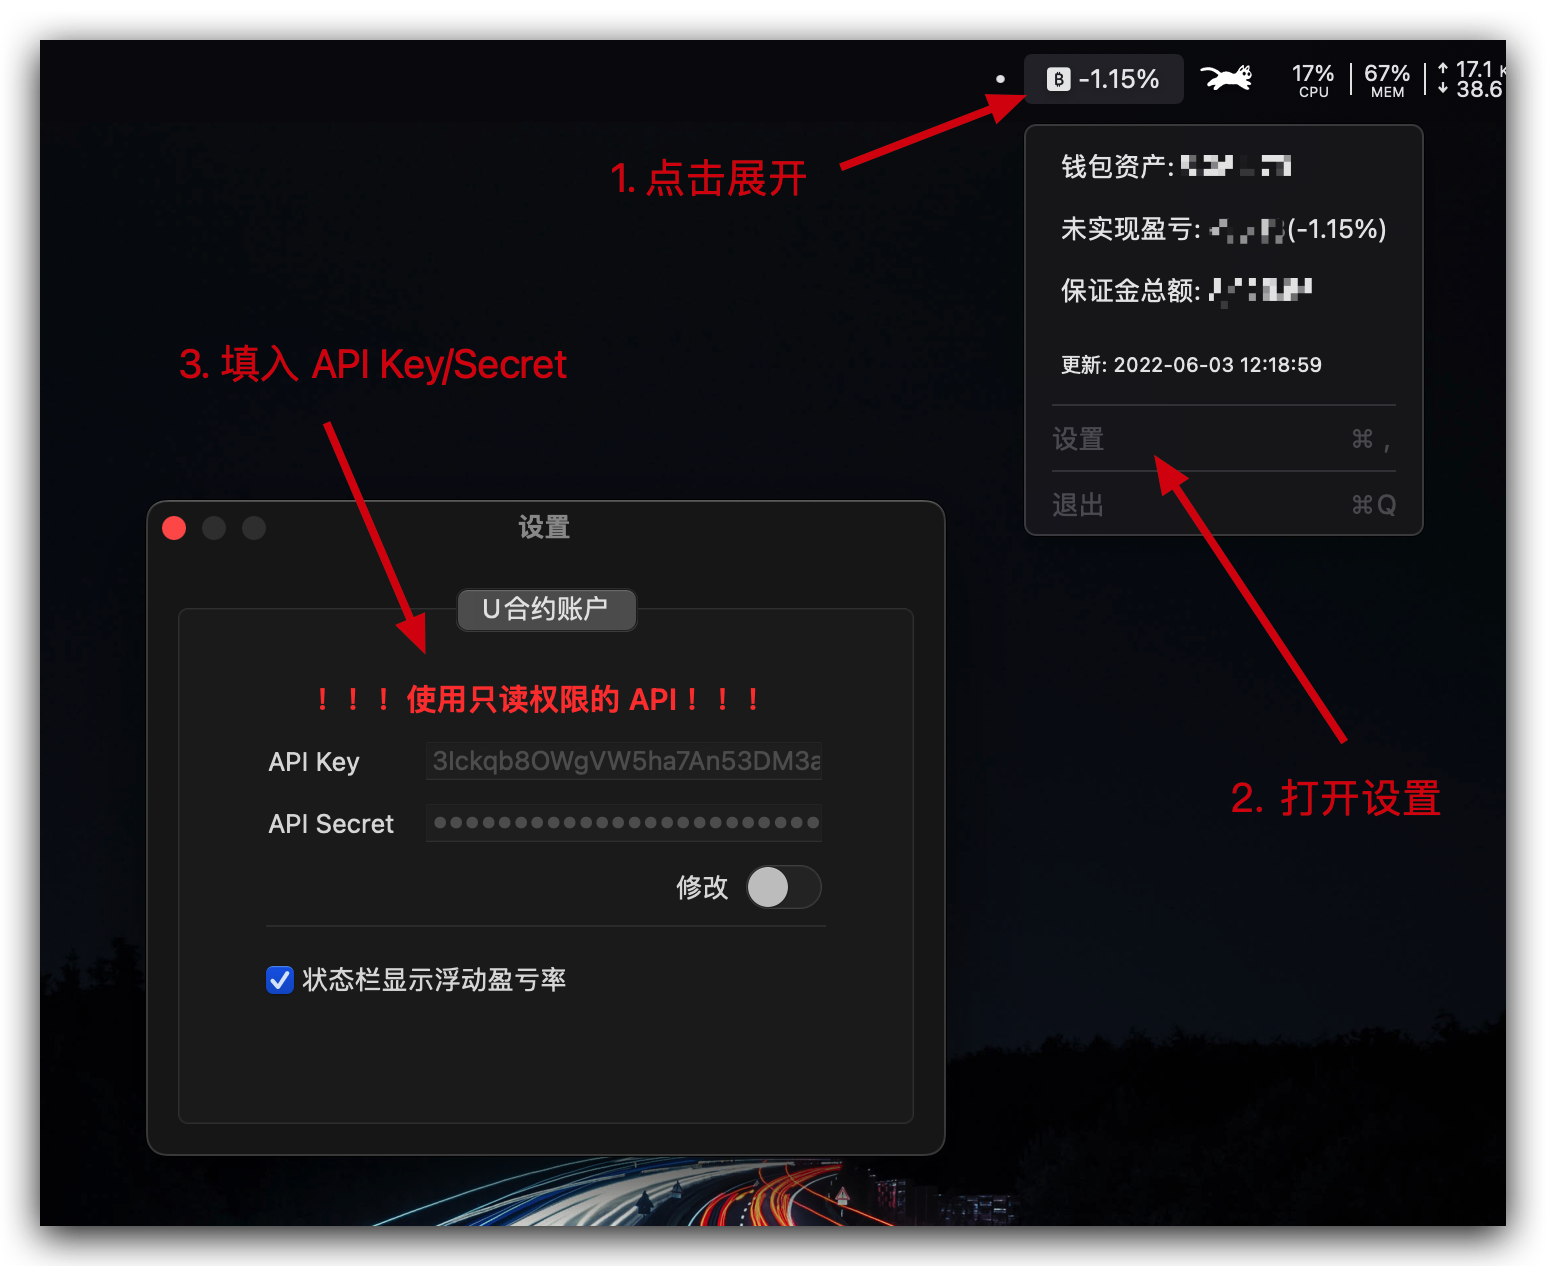 -1.15%
17%
CPU
67%
MEM
17.1
38.6
1. 点击展开
钱包资产:
未实现盈亏: (-1.15%)
保证金总额:
更新: 2022-06-03 12:18:59
设置 ⌘ ,
退出 ⌘Q
3. 填入 API Key/Secret
设置
U合约账户
！！！使用只读权限的 API！！！
API Key 3lckqb8OWgVW5ha7An53DM3a
API Secret
修改
状态栏显示浮动盈亏率
2. 打开设置